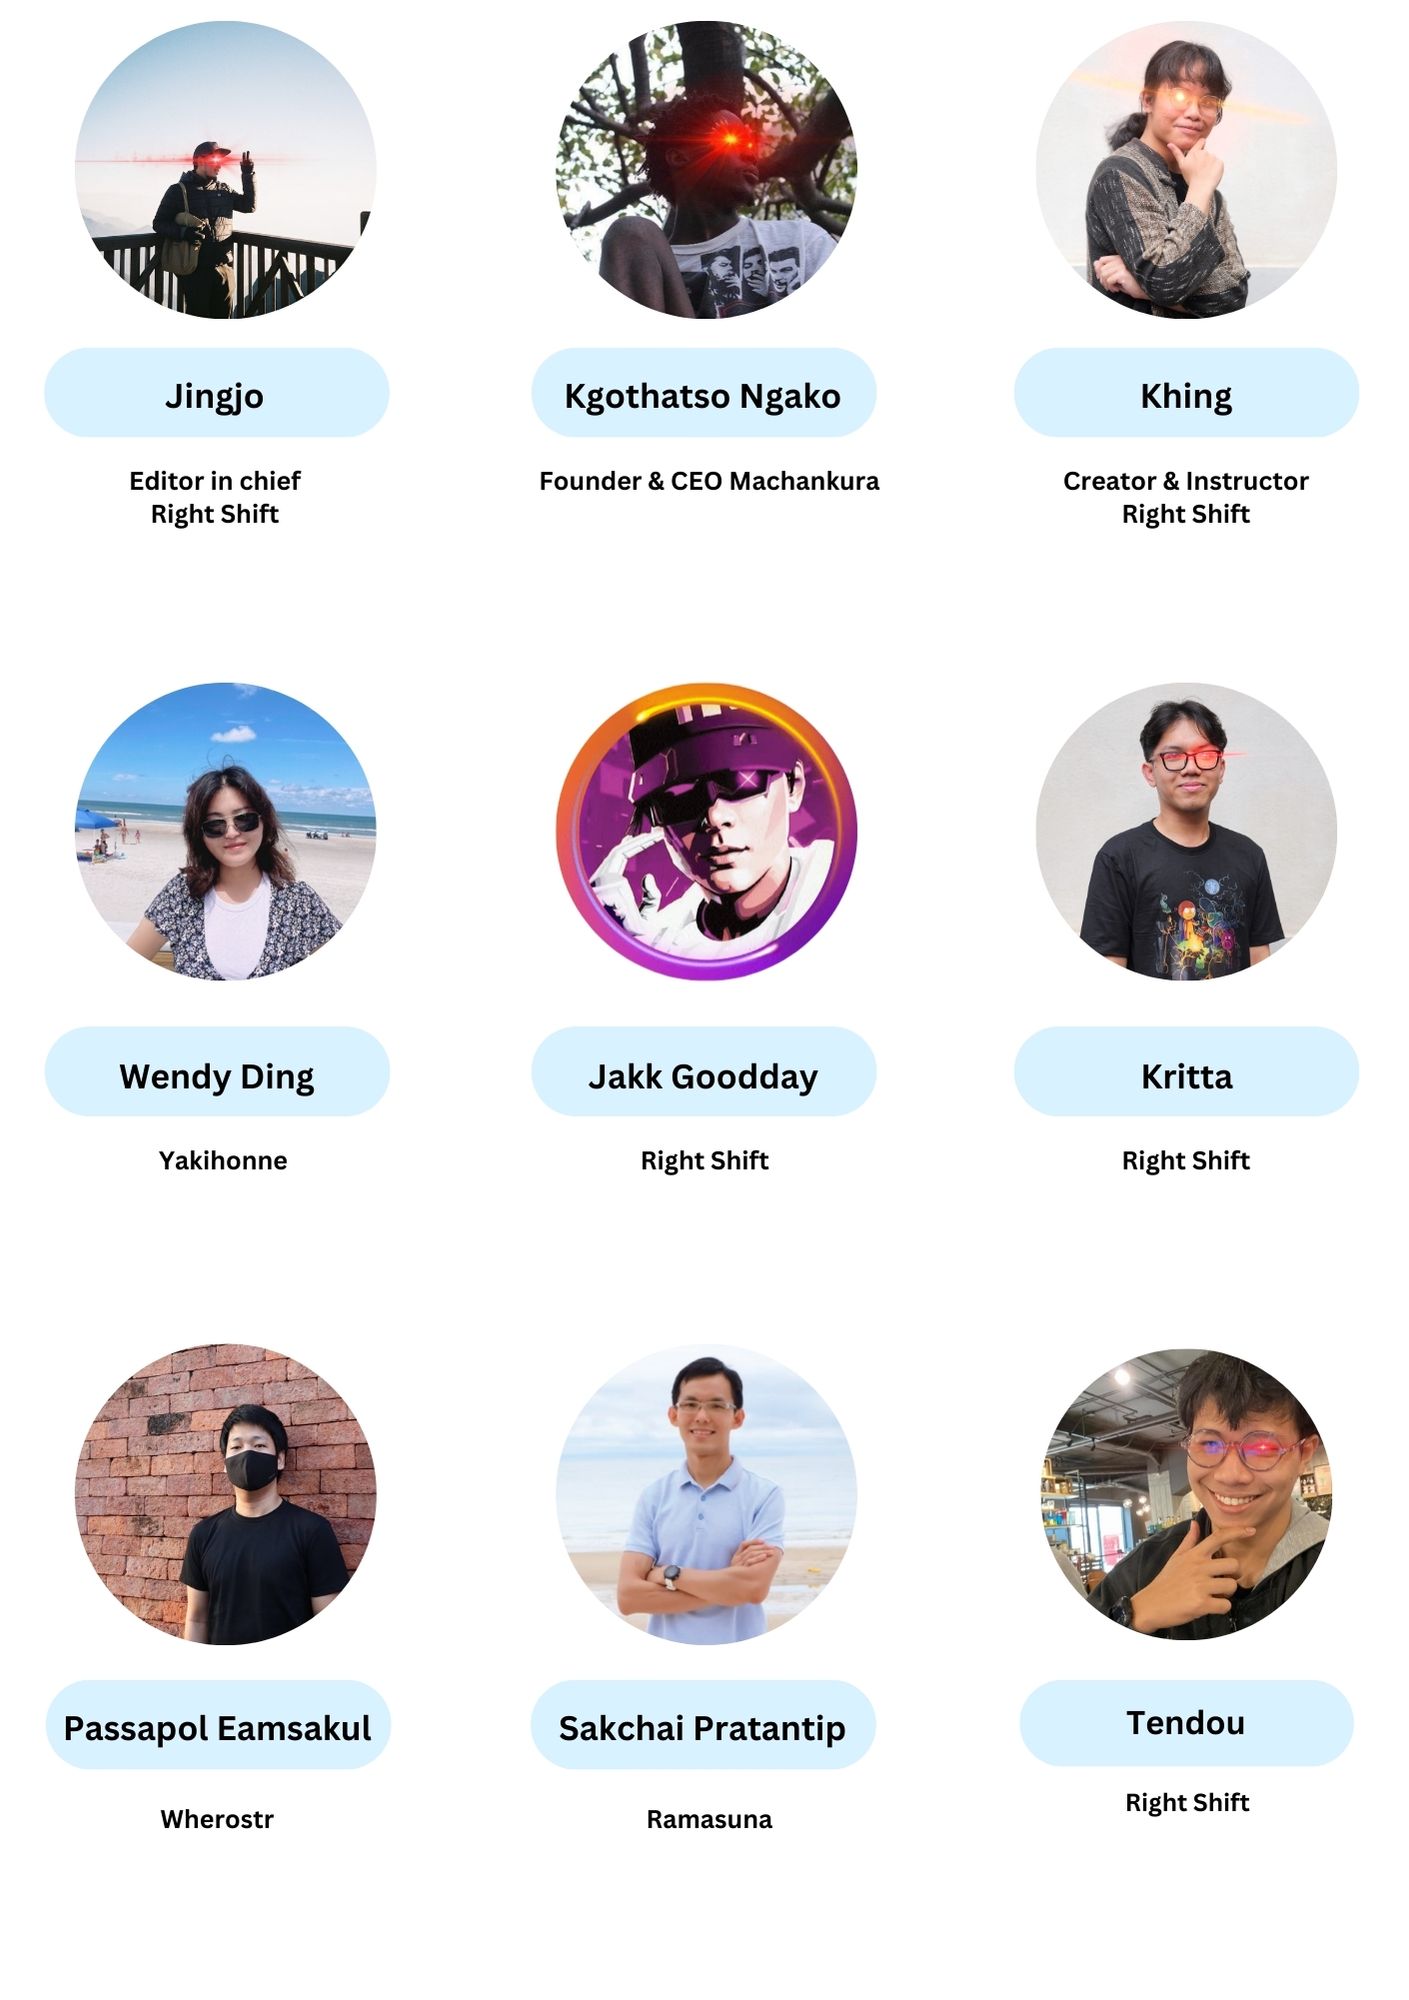 Jingjo
Kgothatso Ngako
Khing
Editor in chief
Right Shift
Founder & CEO Machankura
Creator & Instructor
Right Shift
Wendy Ding
Jakk Goodday
Kritta
Yakihonne
Right Shift
Right Shift
Passapol Eamsakul
Sakchai Pratantip
Tendou
Wherostr
Ramasuna
Right Shift